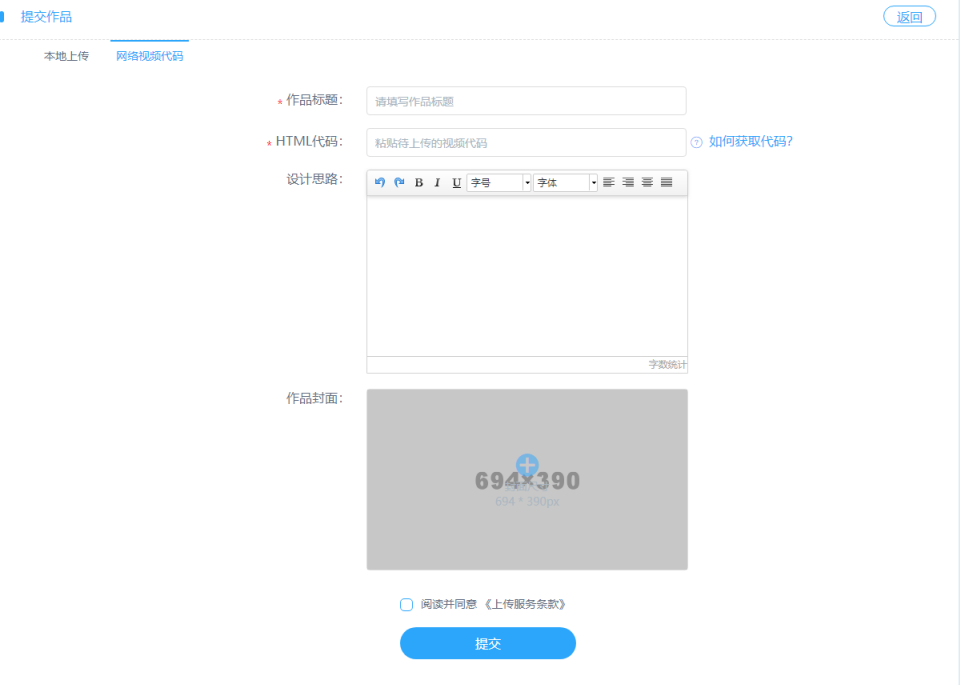 提交作品
返回
本地上传 网络视频代码
* 作品标题： 请填写作品标题
* HTML代码： 粘贴待上传的视频代码 ? 如何获取代码?
设计思路： B I U 字号 字体
字数统计
作品封面：
694×390
694 * 390px
阅读并同意 《上传服务条款》
提交